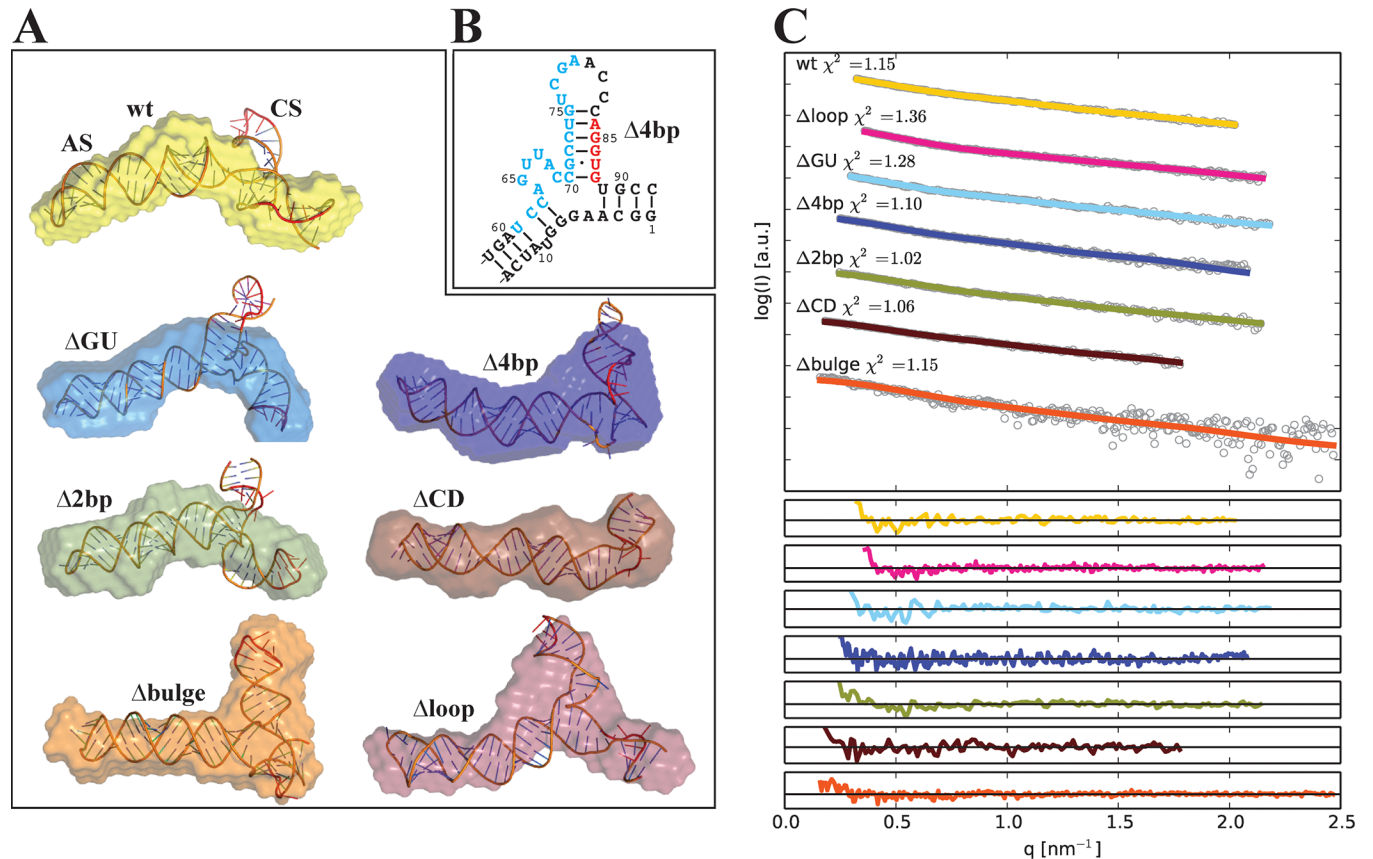 A
B
C
wt
CS
AS
ΔGU
Δ4bp
Δ2bp
ΔCD
Δbulge
Δloop
G A A
C C
U C
75 G A
U G 85
C G
C U
G G
C 70
U U A C
G A
65
A
C
60 C
U
-U G A
-A C U A U G G G A A C G G
10
U G C C
90
1
Δ4bp
wt χ² =1.15
Δloop χ² =1.36
ΔGU χ² =1.28
Δ4bp χ² =1.10
Δ2bp χ² =1.02
ΔCD χ² =1.06
Δbulge χ² =1.15
log(I) [a.u.]
0.0 0.5 1.0 1.5 2.0 2.5
q [nm⁻¹]